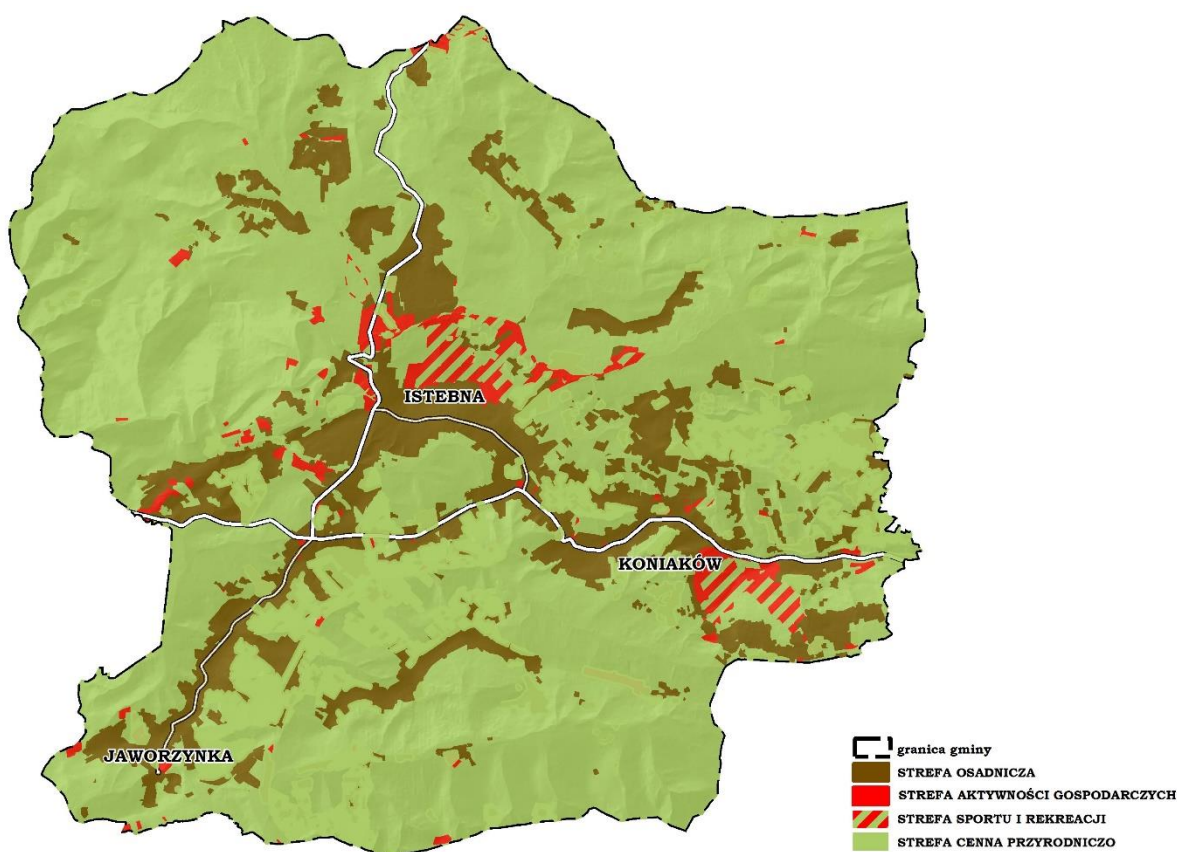 ISTEBNA
KONIAKÓW
JAWORZYNKA
granica gminy
STREFA OSADNICZA
STREFA AKTYWNOŚCI GOSPODARCZYCH
STREFA SPORTU I REKREACJI
STREFA CENNA PRZYRODNICZO